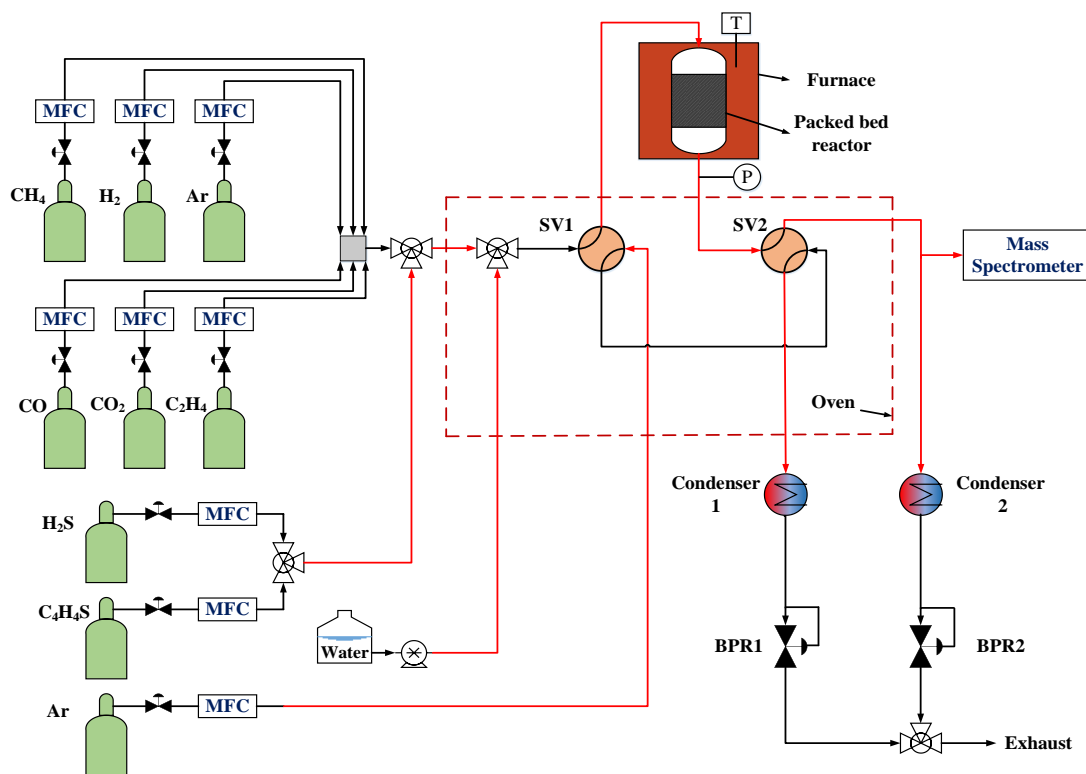 T
Furnace
MFC
MFC
MFC
Packed bed
reactor
CH₄
H₂
Ar
P
SV1
SV2
Mass
Spectrometer
MFC
MFC
MFC
CO
CO₂
C₂H₄
Oven
Condenser
1
Condenser
2
H₂S
MFC
C₄H₄S
MFC
Water
BPR1
BPR2
Ar
MFC
Exhaust